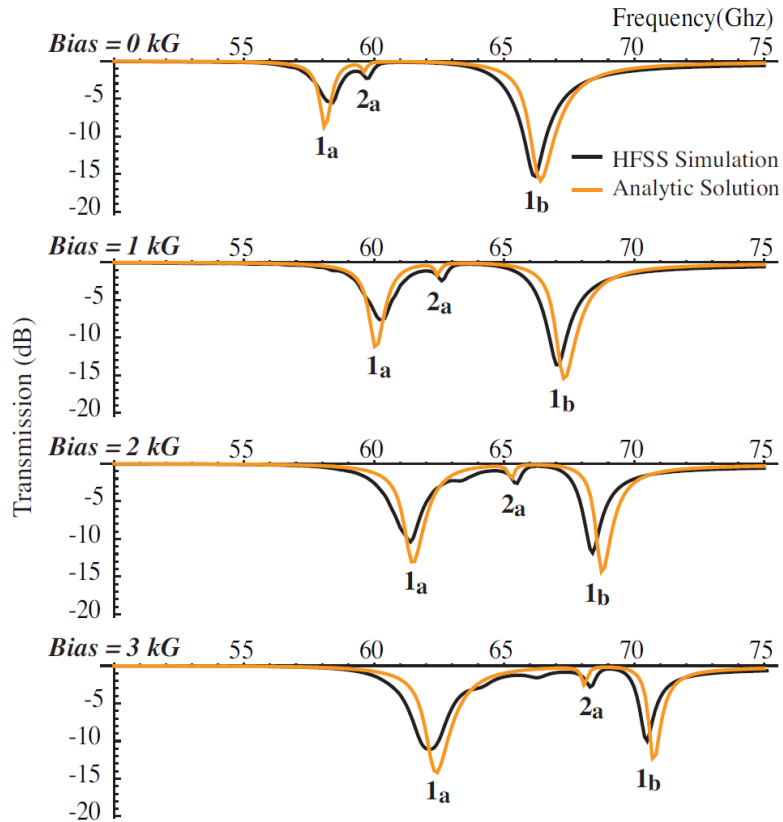 Frequency(Ghz)
Bias = 0 kG 55 60 65 70 75
-5
-10
-15
-20
1a 2a 1b
HFSS Simulation
Analytic Solution
Bias = 1 kG 55 60 65 70 75
-5
-10
-15
-20
1a 2a 1b
Transmission (dB)
Bias = 2 kG 55 60 65 70 75
-5
-10
-15
-20
1a 2a 1b
Bias = 3 kG 55 60 65 70 75
-5
-10
-15
-20
1a 2a 1b